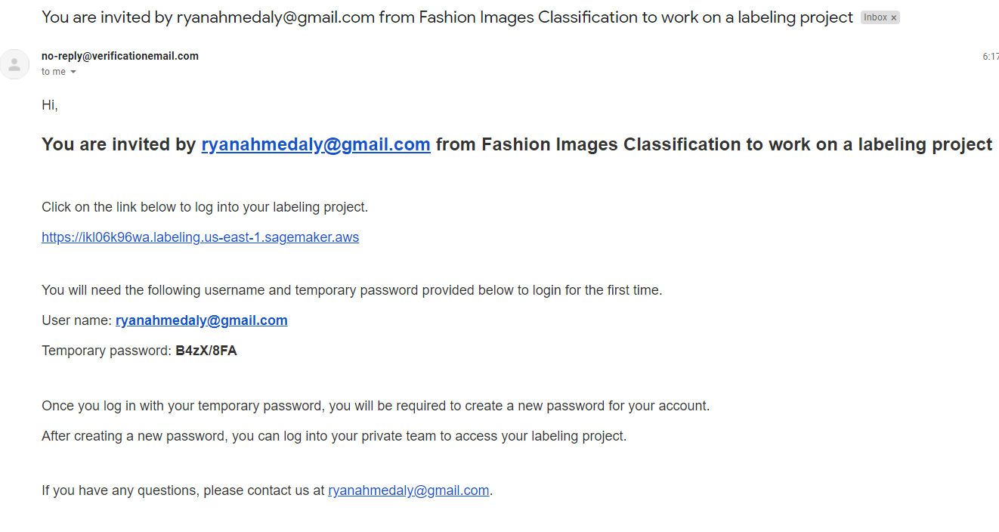 You are invited by ryanahmedaly@gmail.com from Fashion Images Classification to work on a labeling project Inbox ×
no-reply@verificationemail.com 6:17
to me
Hi,
You are invited by ryanahmedaly@gmail.com from Fashion Images Classification to work on a labeling project
Click on the link below to log into your labeling project.
https://ikl06k96wa.labeling.us-east-1.sagemaker.aws
You will need the following username and temporary password provided below to login for the first time.
User name: ryanahmedaly@gmail.com
Temporary password: B4zX/8FA
Once you log in with your temporary password, you will be required to create a new password for your account.
After creating a new password, you can log into your private team to access your labeling project.
If you have any questions, please contact us at ryanahmedaly@gmail.com.